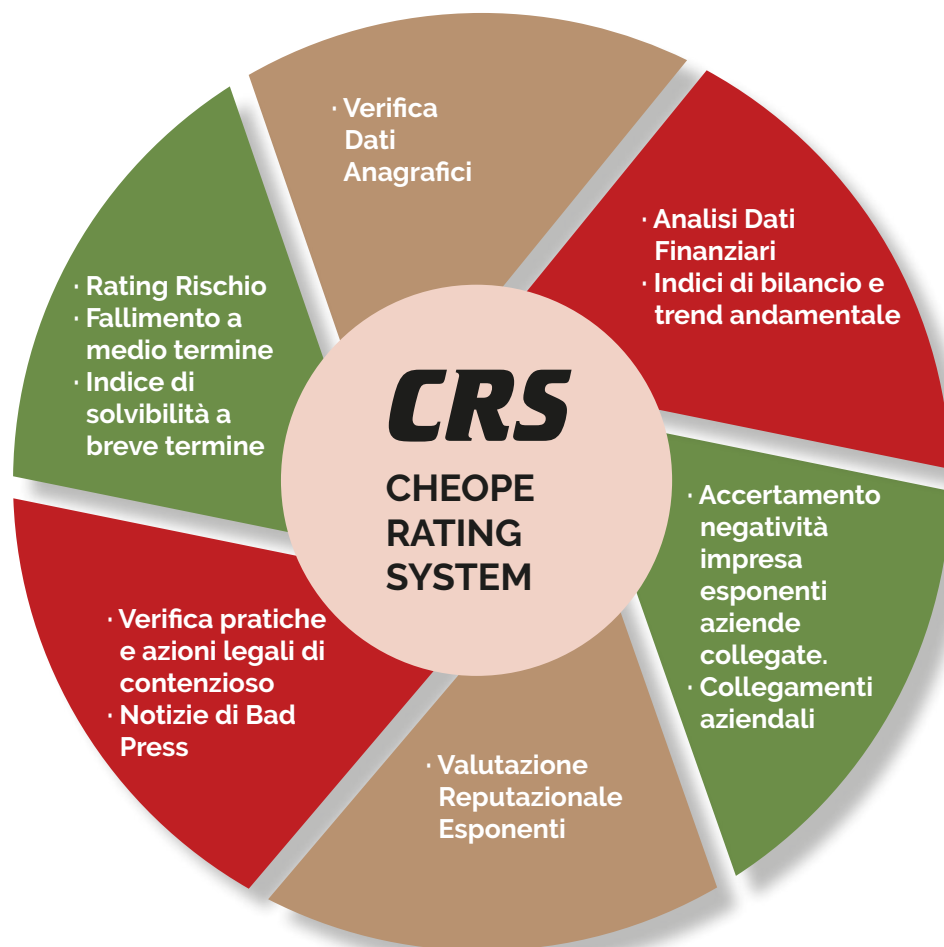 · Verifica
Dati
Anagrafici
· Analisi Dati
Finanziari
· Indici di bilancio e
trend andamentale
· Accertamento
negatività
impresa
esponenti
aziende
collegate.
· Collegamenti
aziendali
· Valutazione
Reputazionale
Esponenti
· Verifica pratiche
e azioni legali di
contenzioso
· Notizie di Bad
Press
· Rating Rischio
· Fallimento a
medio termine
· Indice di
solvibilità a
breve termine
CRS
CHEOPE
RATING
SYSTEM